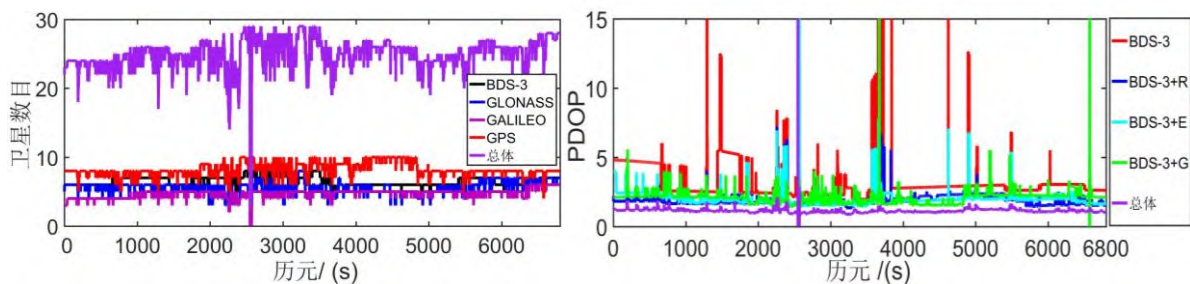 卫星数目
30
20
10
0
BDS-3
GLONASS
GALILEO
GPS
总体
0 1000 2000 3000 4000 5000 6000
历元/ (s)
PDOP
15
10
5
0
0 1000 2000 3000 4000 5000 6000 6800
历元 /(s)
BDS-3
BDS-3+R
BDS-3+E
BDS-3+G
总体